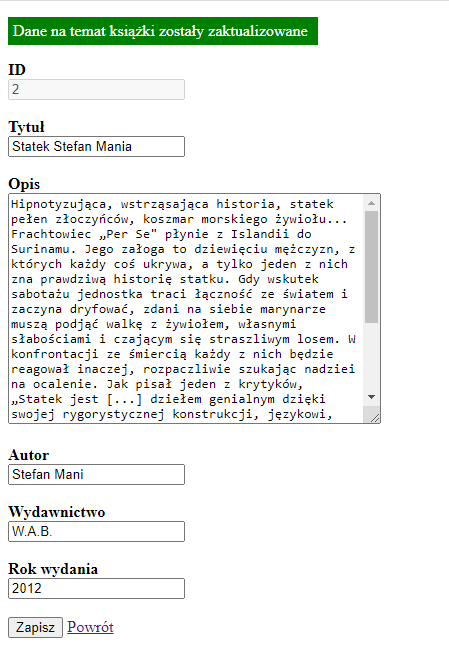 Dane na temat książki zostały zaktualizowane
ID
2
Tytuł
Statek Stefan Mania
Opis
Hipnotyzująca, wstrząsająca historia, statek
pełen złoczyńców, koszmar morskiego żywiołu...
Frachtowiec „Per Se" płynie z Islandii do
Surinamu. Jego załoga to dziewięciu mężczyzn, z
których każdy coś ukrywa, a tylko jeden z nich
zna prawdziwą historię statku. Gdy wskutek
sabotażu jednostka traci łączność ze światem i
zaczyna dryfować, zdani na siebie marynarze
muszą podjąć walkę z żywiołem, własnymi
słabościami i czającym się straszliwym losem. W
konfrontacji ze śmiercią każdy z nich będzie
reagował inaczej, rozpaczliwie szukając nadziei
na ocalenie. Jak pisał jeden z krytyków,
„Statek jest [...] dziełem genialnym dzięki
swojej rygorystycznej konstrukcji, językowi,
Autor
Stefan Mani
Wydawnictwo
W.A.B.
Rok wydania
2012
Zapisz Powrót